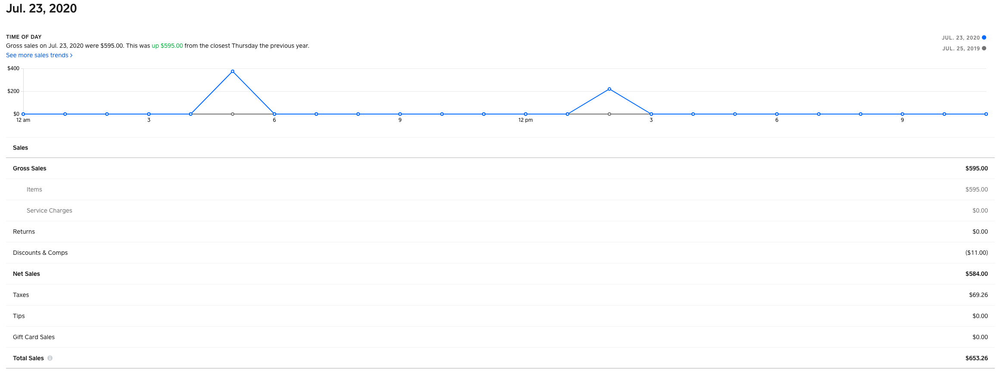 Jul. 23, 2020
TIME OF DAY
Gross sales on Jul. 23, 2020 were $595.00. This was up $595.00 from the closest Thursday the previous year.
See more sales trends >
JUL. 23, 2020
JUL. 25, 2019
$400
$200
$0
12 am 3 6 9 12 pm 3 6 9
Sales
Gross Sales $595.00
Items $595.00
Service Charges $0.00
Returns $0.00
Discounts & Comps ($11.00)
Net Sales $584.00
Taxes $69.26
Tips $0.00
Gift Card Sales $0.00
Total Sales $653.26